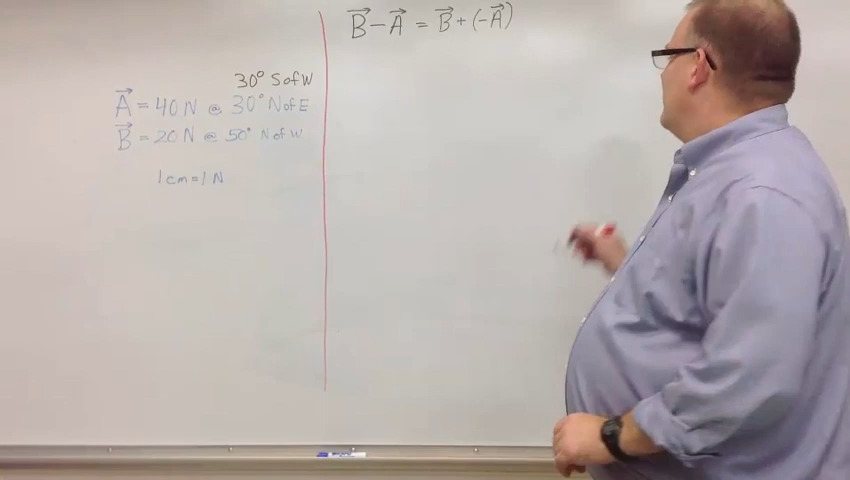 B⃗ − A⃗ = B⃗ + (−A⃗)
30° S of W
A⃗ = 40 N @ 30° N of E
B⃗ = 20 N @ 50° N of W
1 cm = 1 N